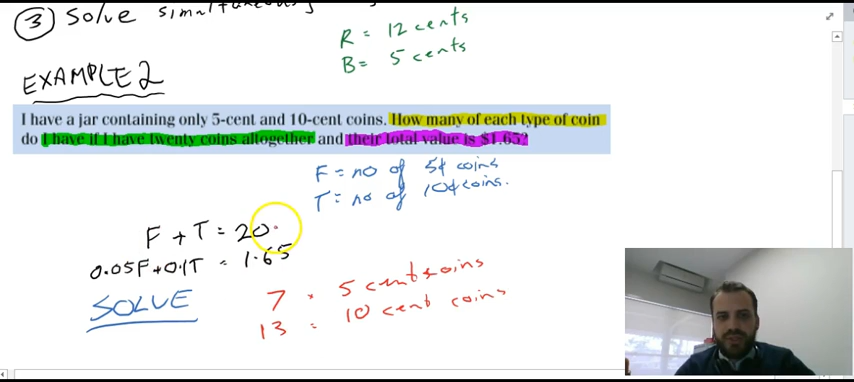 ③ Solve simultaneously
R = 12 cents
B = 5 cents
EXAMPLE 2
I have a jar containing only 5-cent and 10-cent coins. How many of each type of coin
do I have if I have twenty coins altogether and their total value is $1.65?
F = no of 5¢ coins
T = no of 10¢ coins.
F + T = 20
0.05F + 0.1T = 1.65
SOLVE
7 × 5 cent coins
13 = 10 cent coins